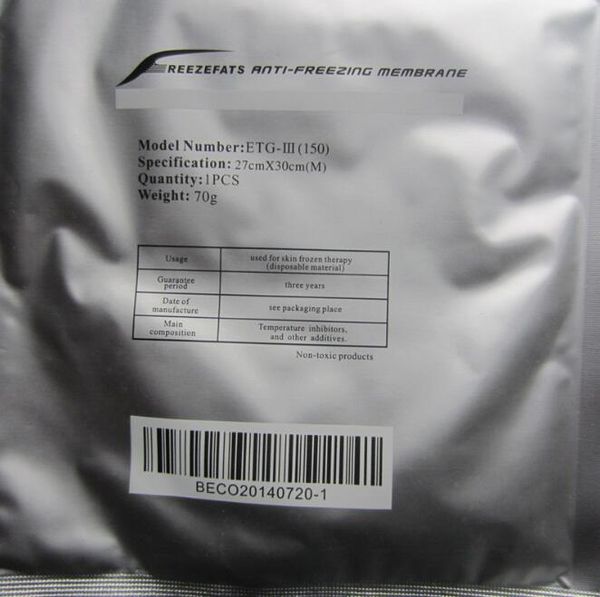 FREEZEFATS ANTI-FREEZING MEMBRANE
Model Number:ETG-III(150)
Specification: 27cmX30cm(M)
Quantity:1PCS
Weight: 70g
Usage used for skin frozen therapy (disposable material)
Guarantee period three years
Date of manufacture see packaging place
Main composition Temperature inhibitors, and other additives.
Non-toxic products
BECO20140720-1